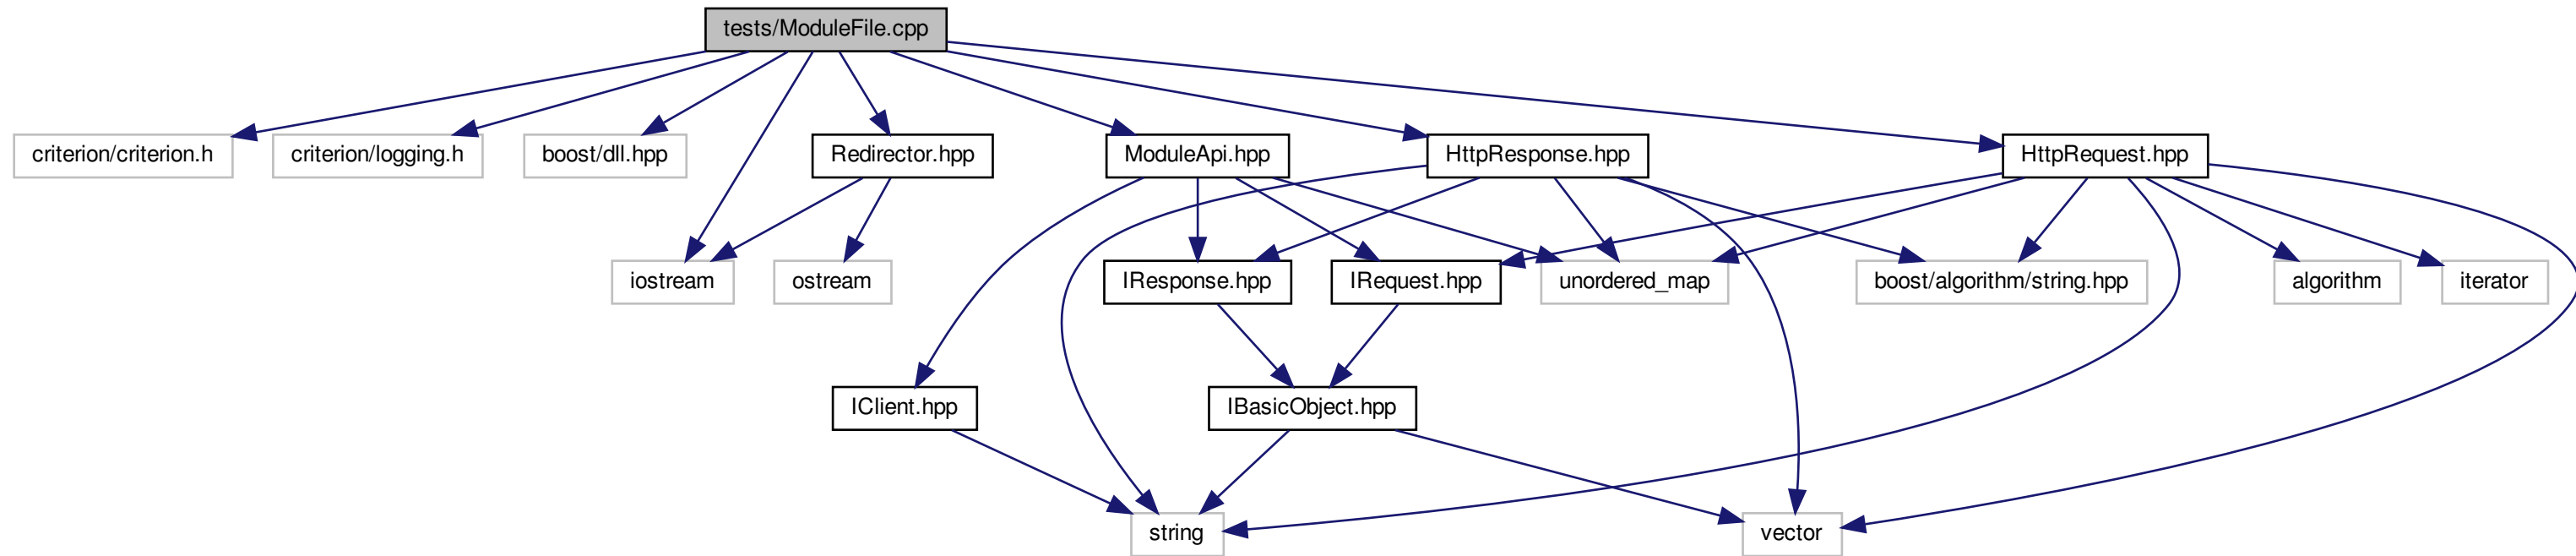 tests/ModuleFile.cpp
criterion/criterion.h
criterion/logging.h
boost/dll.hpp
Redirector.hpp
ModuleApi.hpp
HttpResponse.hpp
HttpRequest.hpp
iostream
ostream
IResponse.hpp
IRequest.hpp
unordered_map
boost/algorithm/string.hpp
algorithm
iterator
IClient.hpp
IBasicObject.hpp
string
vector